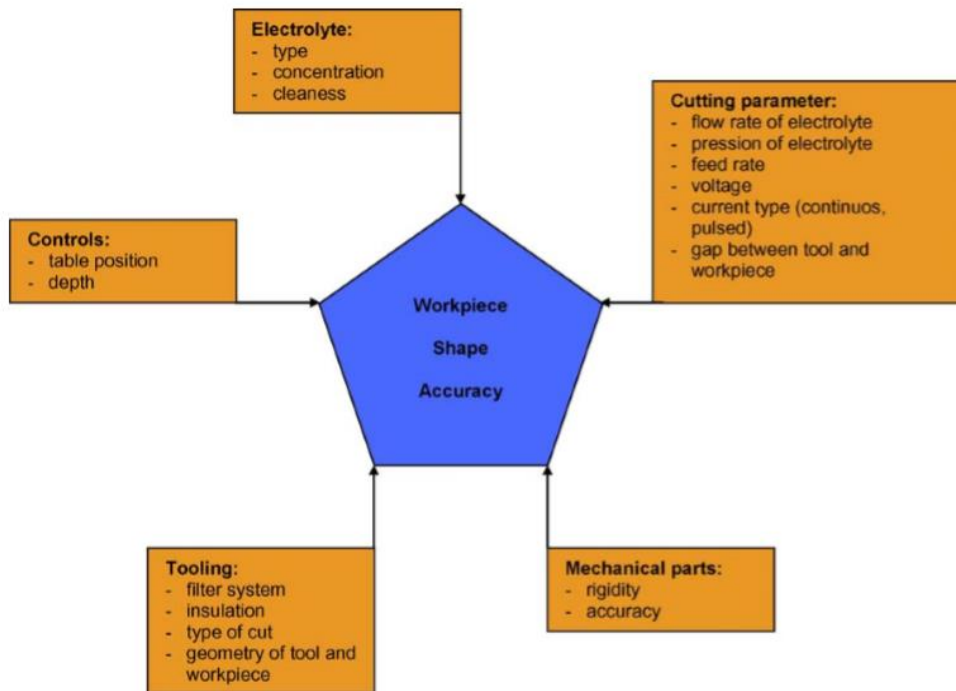 Electrolyte:
- type
- concentration
- cleaness
Cutting parameter:
- flow rate of electrolyte
- pression of electrolyte
- feed rate
- voltage
- current type (continuos,
pulsed)
- gap between tool and
workpiece
Controls:
- table position
- depth
Workpiece
Shape
Accuracy
Tooling:
- filter system
- insulation
- type of cut
- geometry of tool and
workpiece
Mechanical parts:
- rigidity
- accuracy